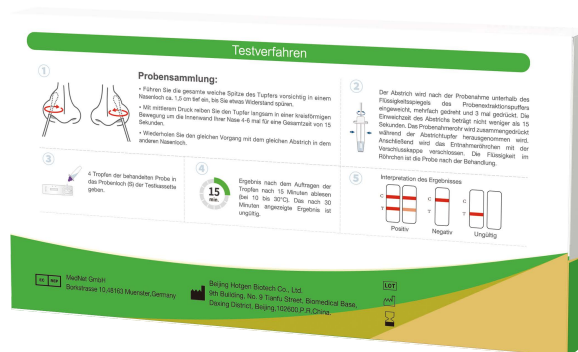 Testverfahren
1
Probensammlung:
• Führen Sie die gesamte weiche Spitze des Tupfers vorsichtig in einem
Nasenloch ca. 1,5 cm tief ein, bis Sie etwas Widerstand spüren.
• Mit mittlerem Druck reiben Sie den Tupfer langsam in einer kreisförmigen
Bewegung um die Innenwand Ihrer Nase 4-6 mal für eine Gesamtzeit von 15
Sekunden.
• Wiederholen Sie den gleichen Vorgang mit dem gleichen Abstrich in dem
anderen Nasenloch.
2
Der Abstrich wird nach der Probenahme unterhalb des
Flüssigkeitsspiegels des Probenextraktionspuffers
eingeweicht, mehrfach gedreht und 3 mal gedrückt. Die
Einweichzeit des Abstrichs beträgt nicht weniger als 15
Sekunden. Das Probenahmerohr wird zusammengedrückt
während der Abstrichtupfer herausgenommen wird.
Anschließend wird das Entnahmeröhrchen mit der
Verschlusskappe verschlossen. Die Flüssigkeit im
Röhrchen ist die Probe nach der Behandlung.
3
4 Tropfen der behandelten Probe in
das Probenloch (S) der Testkassette
geben.
4
15
min.
Ergebnis nach dem Auftragen der
Tropfen nach 15 Minuten ablesen
(bei 10 bis 30°C). Das nach 30
Minuten angezeigte Ergebnis ist
ungültig.
5
Interpretation des Ergebnisses
C
T
C
T
C
T
Positiv
Negativ
Ungültig
EC REP
MedNet GmbH
Borkstrasse 10,48163 Muenster,Germany
Beijing Hotgen Biotech Co., Ltd.
9th Building, No. 9 Tianfu Street, Biomedical Base,
Daxing District, Beijing,102600,P.R.China.
LOT